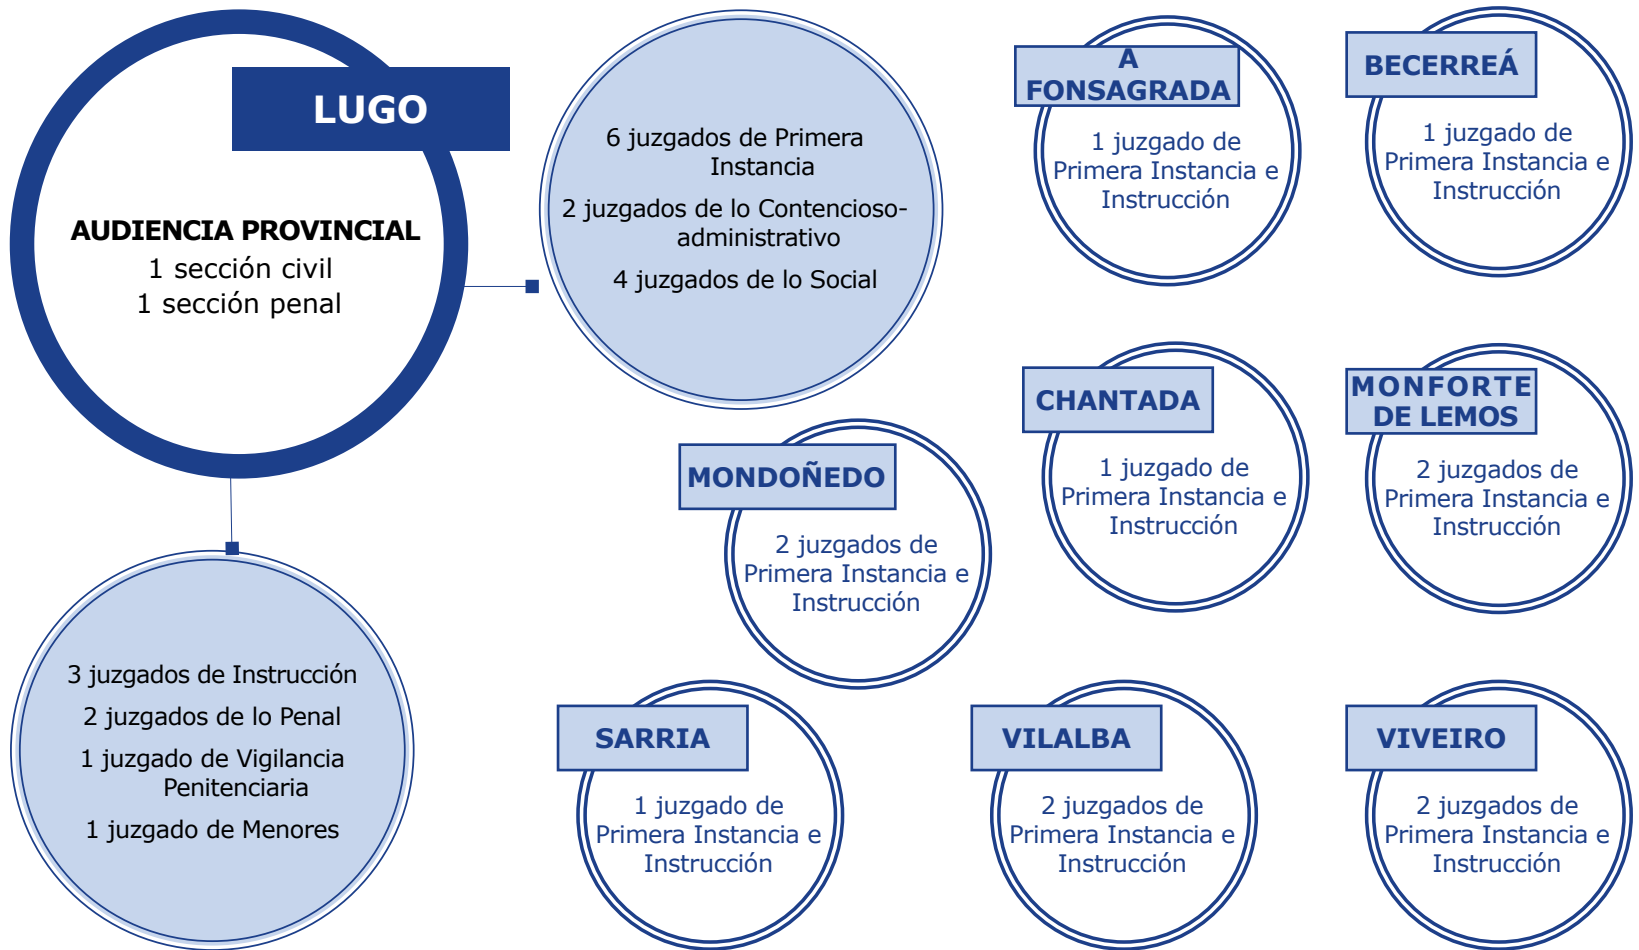 LUGO
AUDIENCIA PROVINCIAL
1 sección civil
1 sección penal
6 juzgados de Primera
Instancia
2 juzgados de lo Contencioso-
administrativo
4 juzgados de lo Social
3 juzgados de Instrucción
2 juzgados de lo Penal
1 juzgado de Vigilancia
Penitenciaria
1 juzgado de Menores
A
FONSAGRADA
1 juzgado de
Primera Instancia e
Instrucción
BECERREÁ
1 juzgado de
Primera Instancia e
Instrucción
CHANTADA
1 juzgado de
Primera Instancia e
Instrucción
MONFORTE
DE LEMOS
2 juzgados de
Primera Instancia e
Instrucción
MONDOÑEDO
2 juzgados de
Primera Instancia e
Instrucción
SARRIA
1 juzgado de
Primera Instancia e
Instrucción
VILALBA
2 juzgados de
Primera Instancia e
Instrucción
VIVEIRO
2 juzgados de
Primera Instancia e
Instrucción